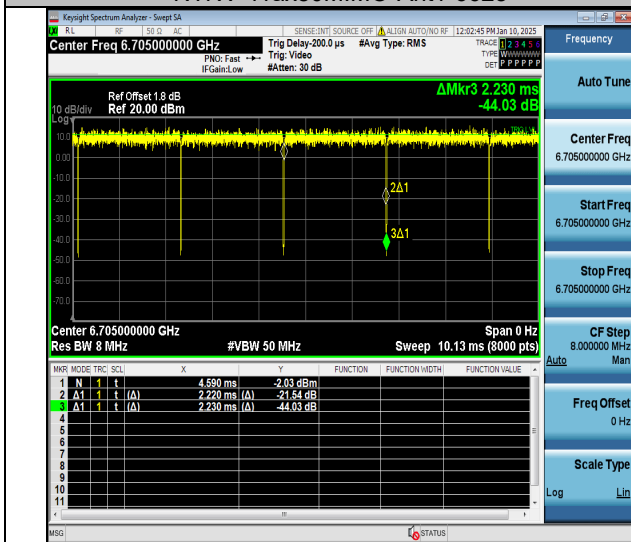 Keysight Spectrum Analyzer - Swept SA
RL RF 50 Ω AC SENSE:INT SOURCE OFF ALIGN AUTO/NO RF 12:02:45 PM Jan 10, 2025
Center Freq 6.705000000 GHz
PNO: Fast
IFGain:Low
Trig Delay-200.0 µs
Trig: Video
#Atten: 30 dB
#Avg Type: RMS
TRACE 1 2 3 4 5 6
TYPE WWWWWW
DET P P P P P P
Frequency
Ref Offset 1.8 dB
Ref 20.00 dBm
10 dB/div
Log
ΔMkr3 2.230 ms
-44.03 dB
10.0
0.00
-10.0
-20.0
-30.0
-40.0
-50.0
-60.0
-70.0
2Δ1
3Δ1
Center 6.705000000 GHz
Res BW 8 MHz
#VBW 50 MHz
Span 0 Hz
Sweep 10.13 ms (8000 pts)
MKR MODE TRC SCL X Y FUNCTION FUNCTION WIDTH FUNCTION VALUE
1 N 1 t 4.590 ms -2.03 dBm
2 Δ1 1 t (Δ) 2.220 ms (Δ) -21.54 dB
3 Δ1 1 t (Δ) 2.230 ms (Δ) -44.03 dB
4
5
6
7
8
9
10
11
MSG
STATUS
Auto Tune
Center Freq
6.705000000 GHz
Start Freq
6.705000000 GHz
Stop Freq
6.705000000 GHz
CF Step
8.000000 MHz
Auto Man
Freq Offset
0 Hz
Scale Type
Log Lin